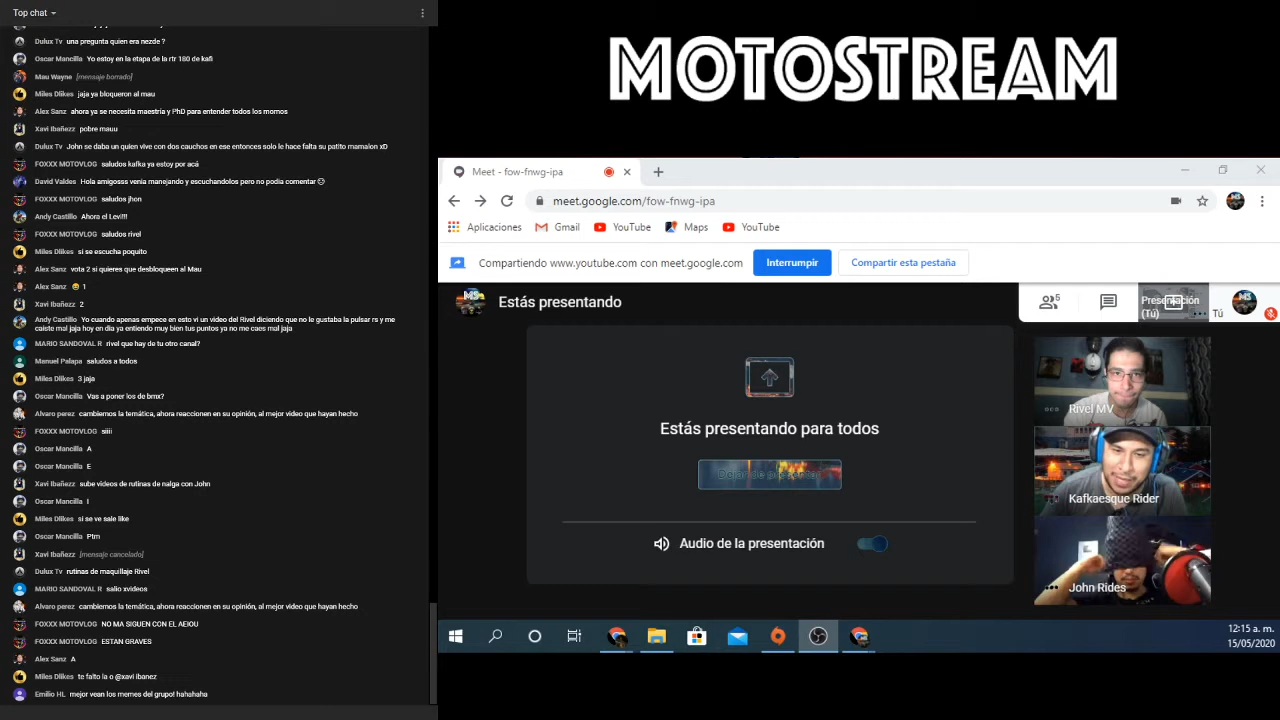 Top chat
Dulux Tv una pregunta quien era nezde ?
Oscar Mancilla Yo estoy en la etapa de la rtr 180 de kafi
Mau Wayne [mensaje borrado]
Miles Dlikes jaja ya bloqueron al mau
Alex Sanz ahora ya se necesita maestría y PhD para entender todos los momos
Xavi Ibañezz pobre mauu
Dulux Tv John se daba un quien vive con dos cauchos en ese entonces solo le hace falta su patito mamalon xD
FOXXX MOTOVLOG saludos kafka ya estoy por acá
David Valdes Hola amigosss venia manejando y escuchandolos pero no podia comentar
FOXXX MOTOVLOG saludos jhon
Andy Castillo Ahora el Levi!!!
FOXXX MOTOVLOG saludos rivel
Miles Dlikes si se escucha poquito
Alex Sanz vota 2 si quieres que desbloqueen al Mau
Alex Sanz 😄 1
Xavi Ibañezz 2
Andy Castillo Yo cuando apenas empece en esto vi un video del Rivel diciendo que no le gustaba la pulsar rs y me
caiste mal jaja hoy en dia ya entiendo muy bien tus puntos ya no me caes mal jaja
MARIO SANDOVAL R rivel que hay de tu otro canal?
Manuel Palapa saludos a todos
Miles Dlikes 3 jaja
Oscar Mancilla Vas a poner los de bmx?
Alvaro perez cambiemos la temática, ahora reaccionen en su opinión, al mejor video que hayan hecho
FOXXX MOTOVLOG siiii
Oscar Mancilla A
Oscar Mancilla E
Xavi Ibañezz sube videos de rutinas de nalga con John
Oscar Mancilla I
Miles Dlikes si se ve sale like
Oscar Mancilla Ptm
Xavi Ibañezz [mensaje cancelado]
Dulux Tv rutinas de maquillaje Rivel
MARIO SANDOVAL R salio xvideos
Alvaro perez cambiemos la temática, ahora reaccionen en su opinión, al mejor video que hayan hecho
FOXXX MOTOVLOG NO MA SIGUEN CON EL AEIOU
FOXXX MOTOVLOG ESTAN GRAVES
Alex Sanz A
Miles Dlikes te falto la o @xavi ibanez
Emilio HL mejor vean los memes del grupo! hahahaha
MOTOSTREAM
Meet - fow-fnwg-ipa
meet.google.com/fow-fnwg-ipa
Aplicaciones Gmail YouTube Maps YouTube
Compartiendo www.youtube.com con meet.google.com Interrumpir Compartir esta pestaña
MS Estás presentando
5 Presentación
(Tú) Tú MS
Estás presentando para todos
Dejar de presentar
Audio de la presentación
Rivel MV
Kafkaesque Rider
John Rides
12:15 a. m.
15/05/2020